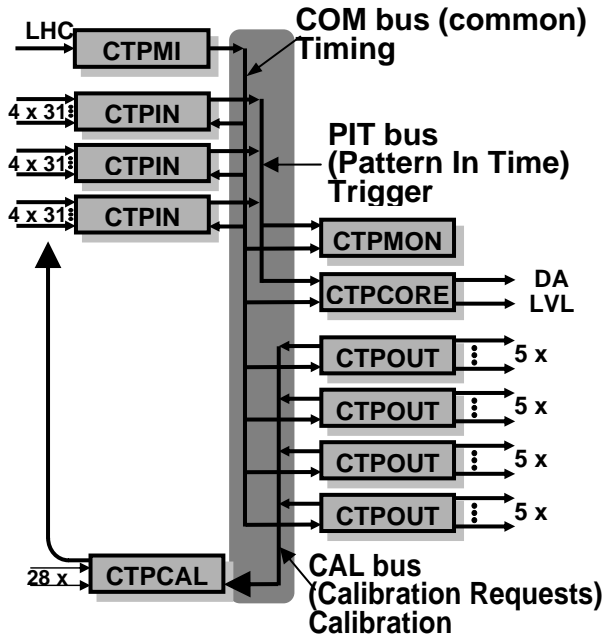 LHC
CTPMI
COM bus (common)
Timing
4 x 31
CTPIN
4 x 31
CTPIN
4 x 31
CTPIN
PIT bus
(Pattern In Time)
Trigger
CTPMON
CTPCORE
DA
LVL
CTPOUT
5 x
CTPOUT
5 x
CTPOUT
5 x
CTPOUT
5 x
28 x
CTPCAL
CAL bus
(Calibration Requests)
Calibration